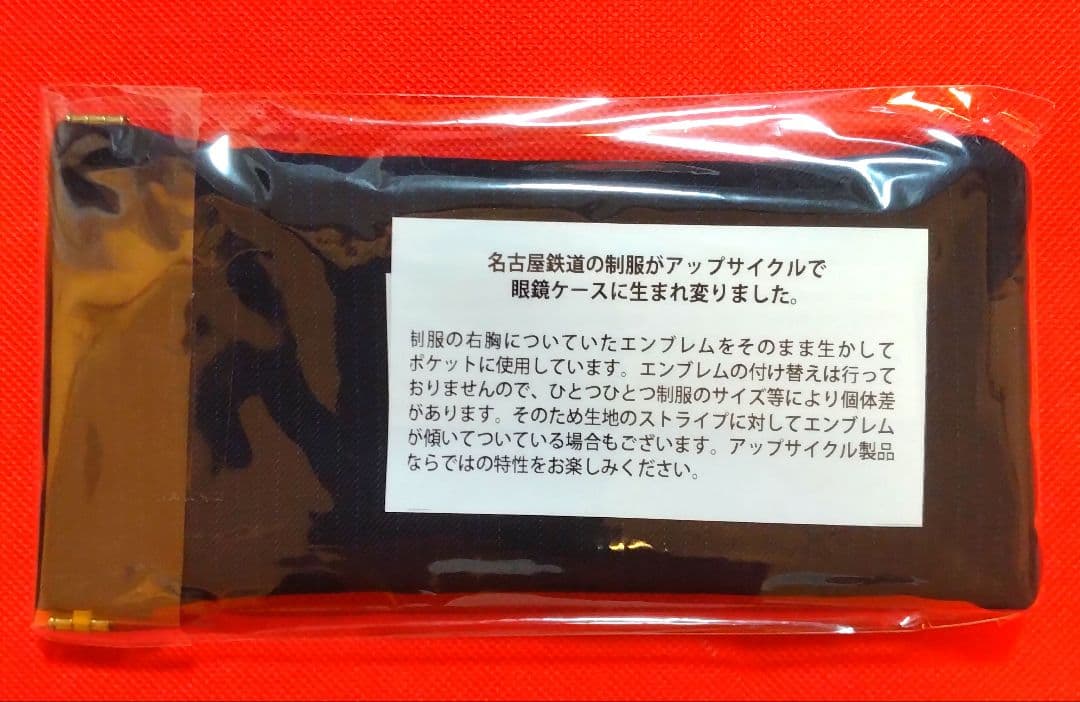 名古屋鉄道の制服がアップサイクルで
眼鏡ケースに生まれ変りました。
制服の右胸についていたエンブレムをそのまま生かして
ポケットに使用しています。エンブレムの付け替えは行って
おりませんので、ひとつひとつ制服のサイズ等により個体差
があります。そのため生地のストライプに対してエンブレム
が傾いてついている場合もございます。アップサイクル製品
ならではの特性をお楽しみください。